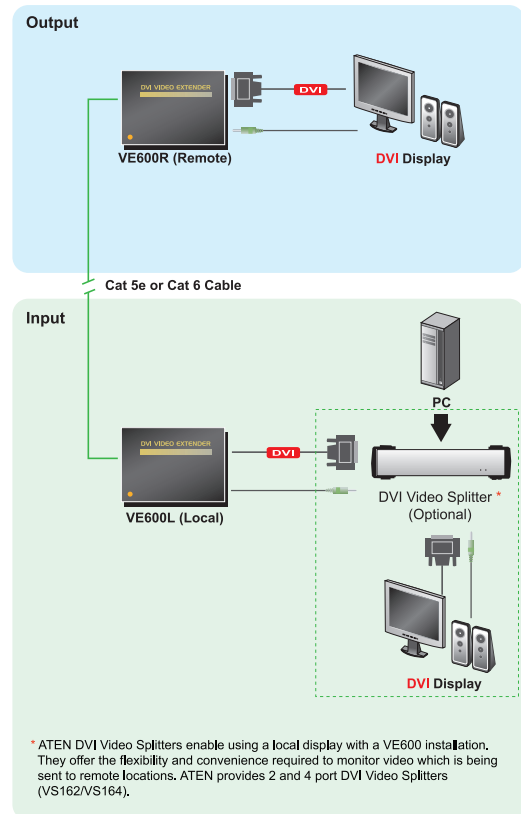 Output
DVI VIDEO EXTENDER
DVI
VE600R (Remote)
DVI Display
Cat 5e or Cat 6 Cable
Input
PC
DVI VIDEO EXTENDER
DVI
VE600L (Local)
DVI Video Splitter *
(Optional)
DVI Display
* ATEN DVI Video Splitters enable using a local display with a VE600 installation.
They offer the flexibility and convenience required to monitor video which is being
sent to remote locations. ATEN provides 2 and 4 port DVI Video Splitters
(VS162/VS164).